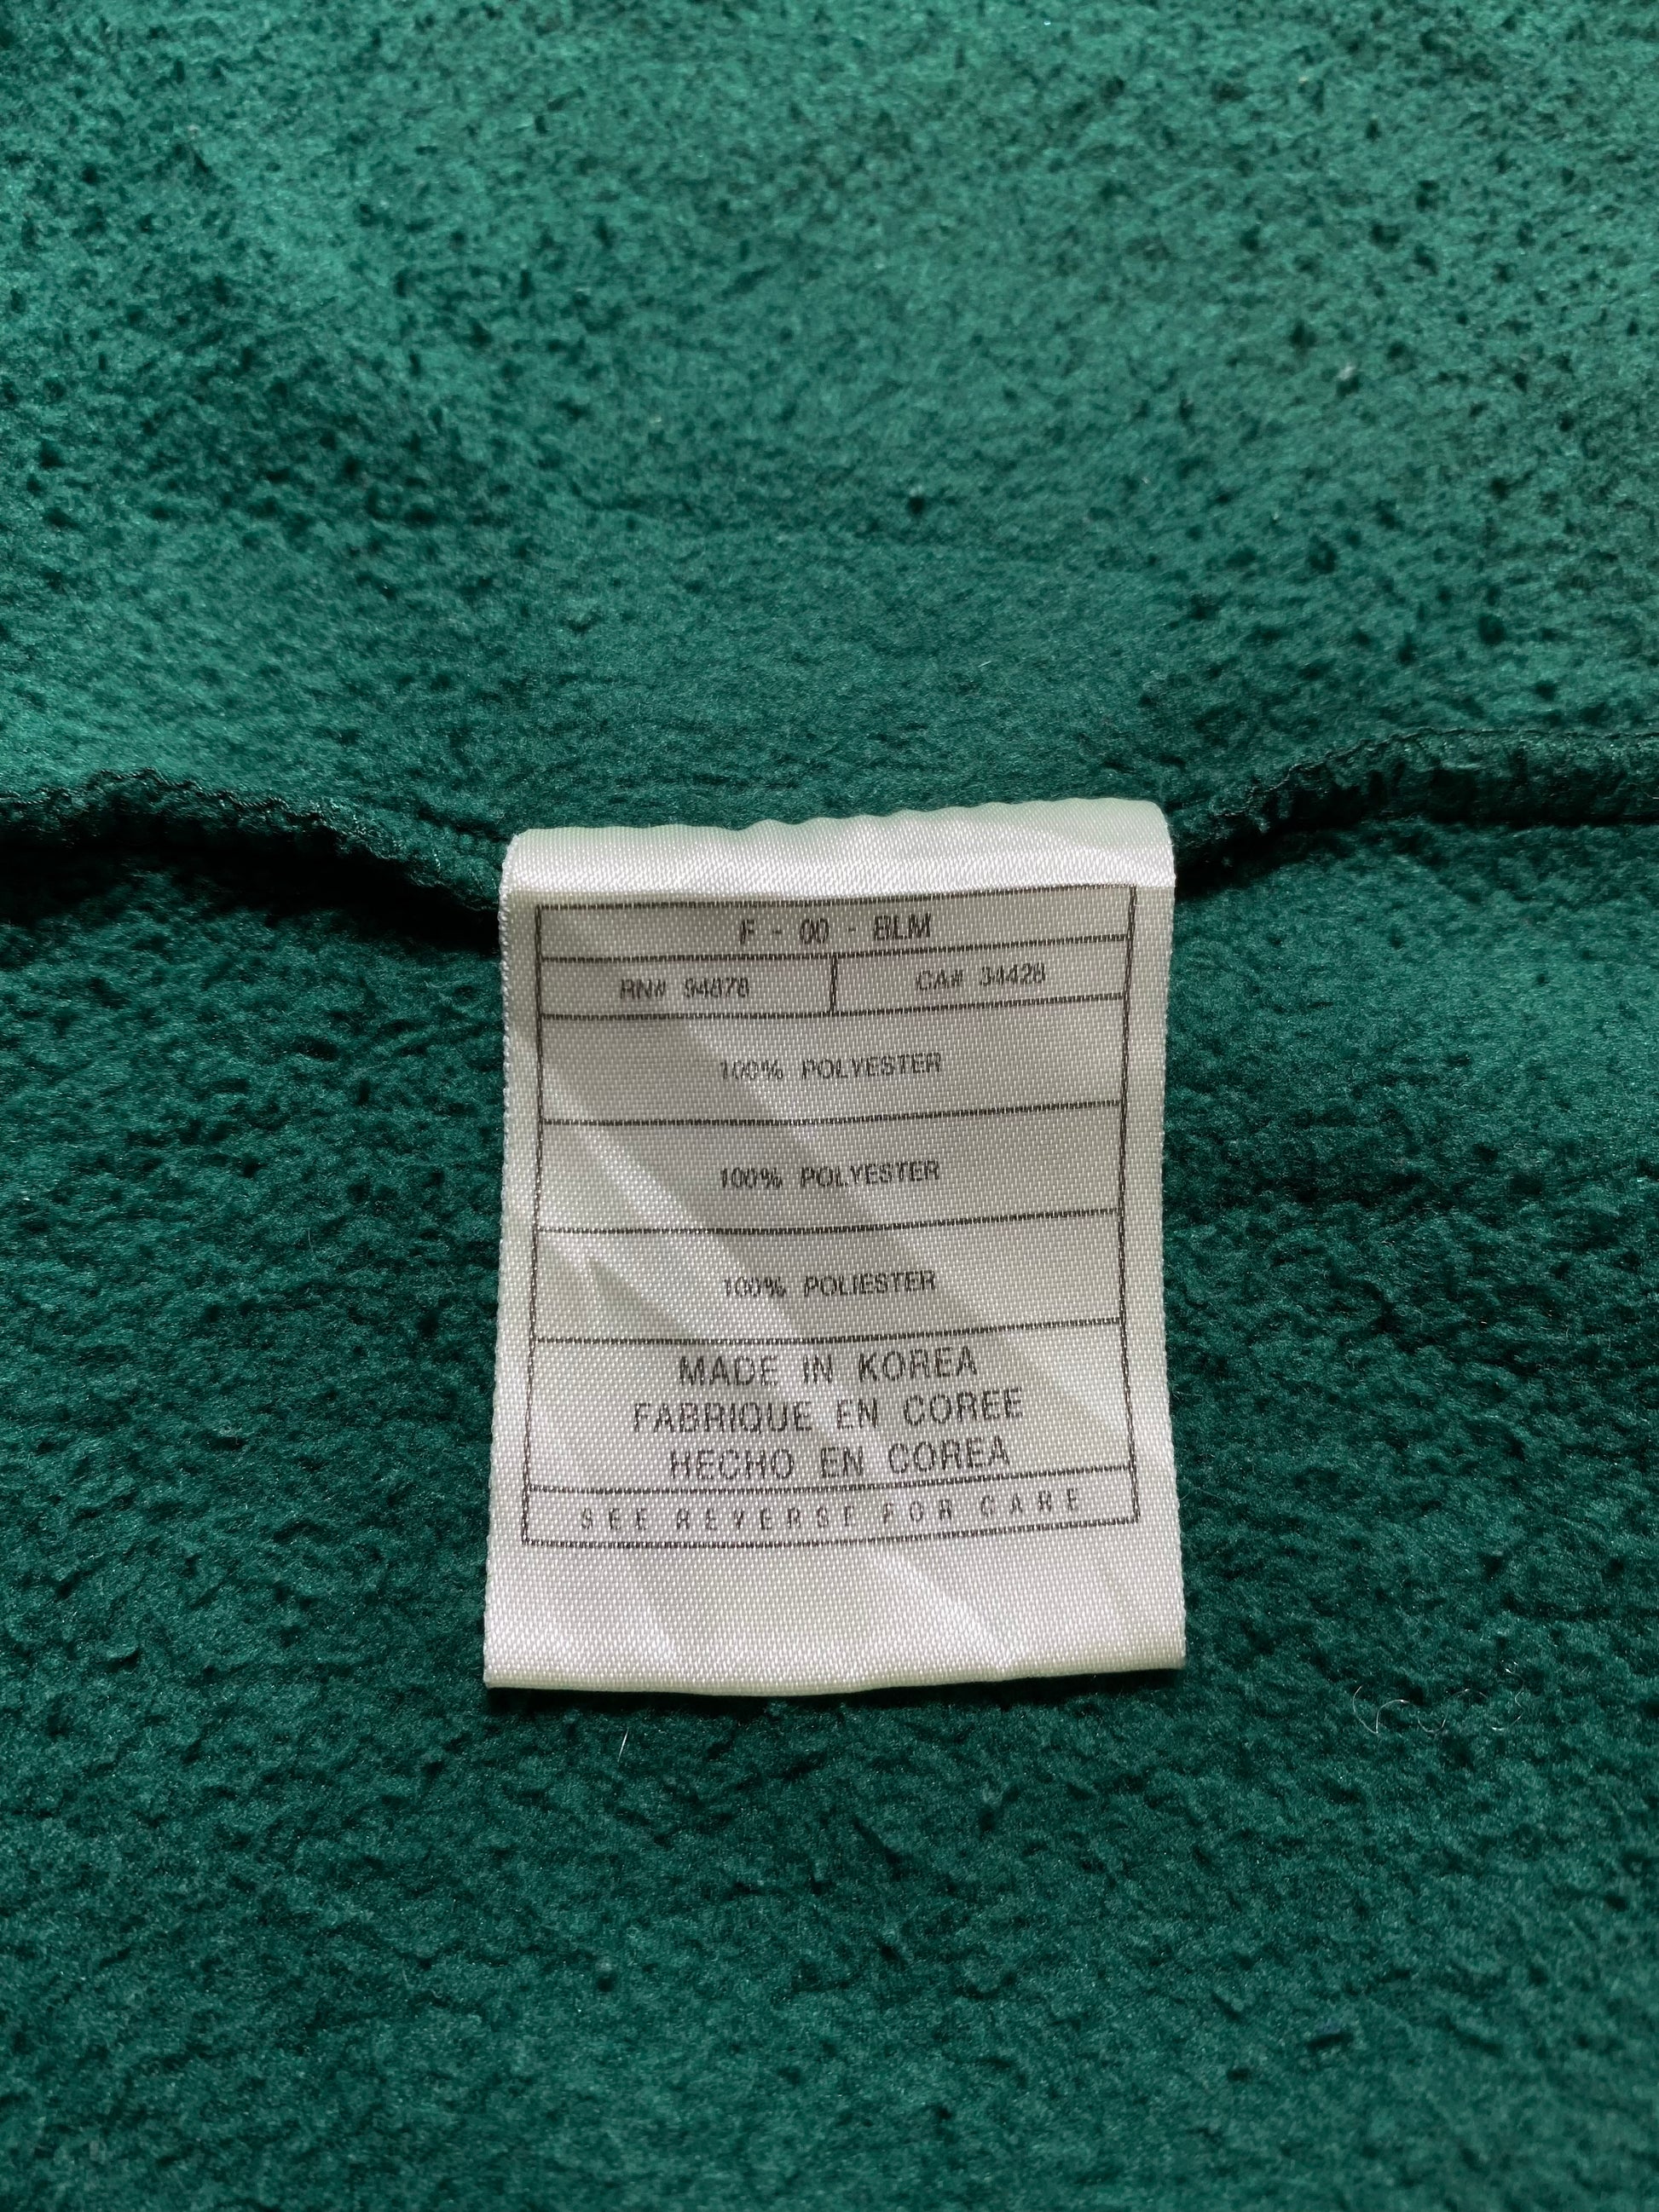 F - 00 - BLM
RN# 94878 CA# 34428
100% POLYESTER
100% POLYESTER
100% POLIESTER
MADE IN KOREA
FABRIQUE EN COREE
HECHO EN COREA
SEE REVERSE FOR CARE